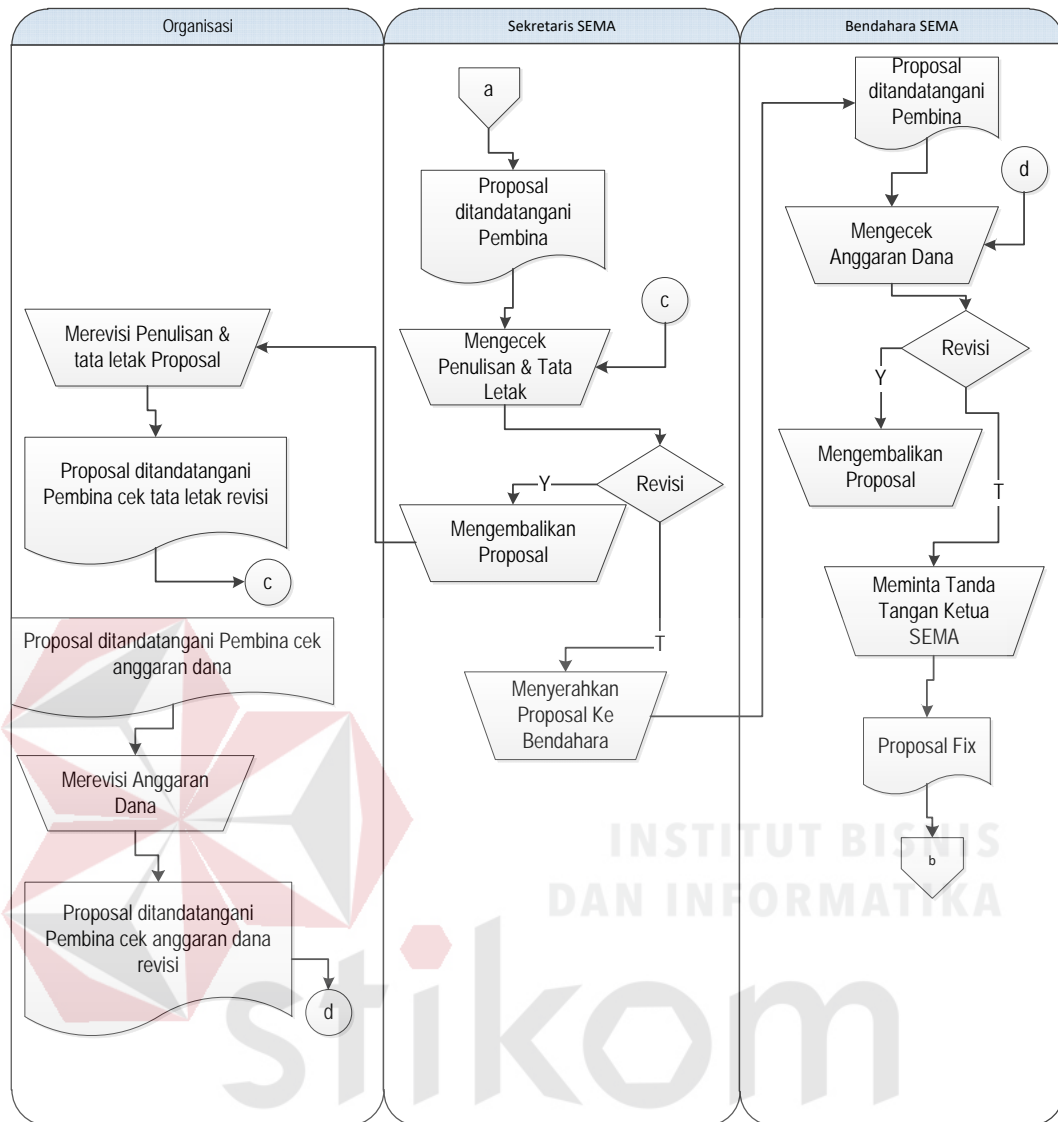 Organisasi
Merevisi Penulisan &
tata letak Proposal
Proposal ditandatangani
Pembina cek tata letak revisi
c
Proposal ditandatangani Pembina cek
anggaran dana
Merevisi Anggaran
Dana
Proposal ditandatangani
Pembina cek anggaran dana
revisi
d
Sekretaris SEMA
a
Proposal
ditandatangani
Pembina
c
Mengecek
Penulisan & Tata
Letak
Revisi
Y
Mengembalikan
Proposal
T
Menyerahkan
Proposal Ke
Bendahara
Bendahara SEMA
Proposal
ditandatangani
Pembina
d
Mengecek
Anggaran Dana
Revisi
Y
Mengembalikan
Proposal
T
Meminta Tanda
Tangan Ketua
SEMA
Proposal Fix
b
INSTITUT BISNIS
DAN INFORMATIKA
stikom